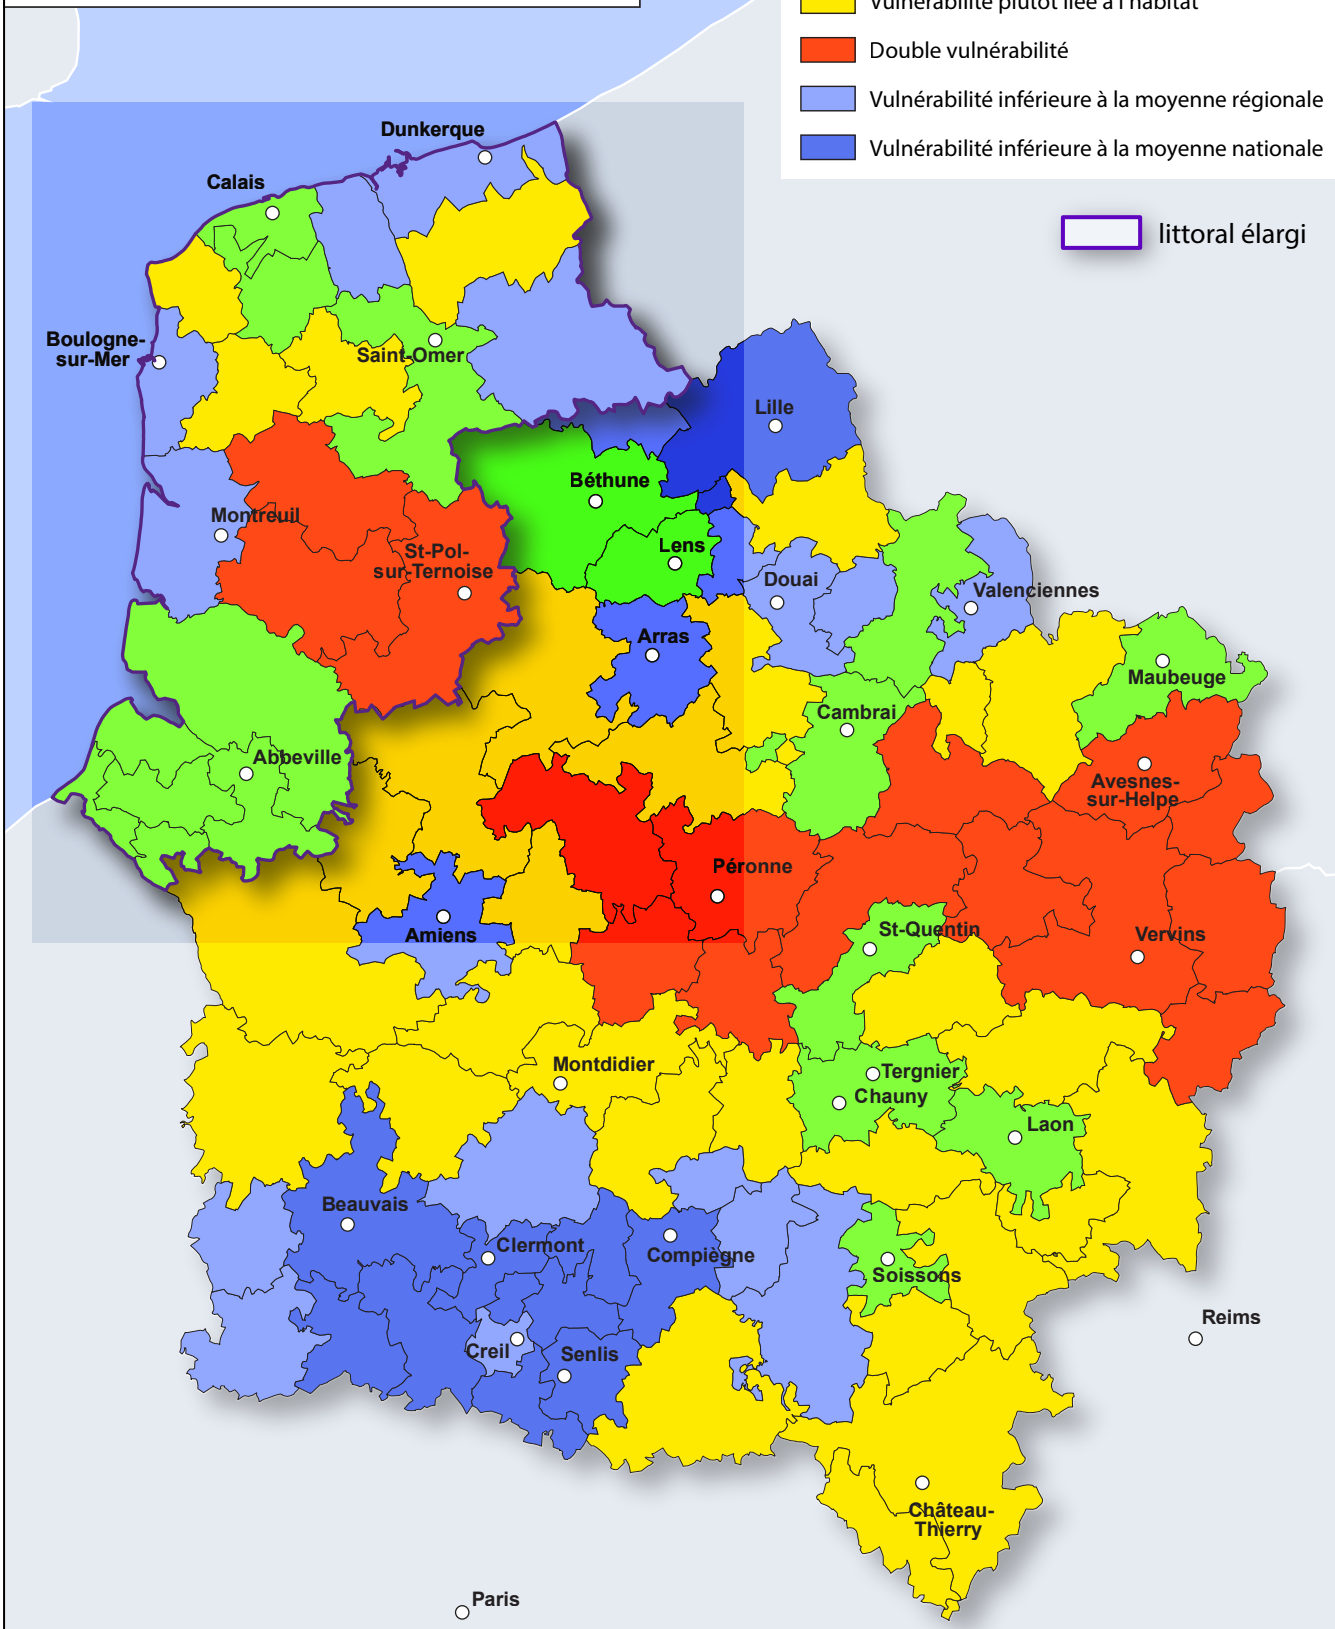 Vulnérabilité plutôt liée à l'habitat
Double vulnérabilité
Vulnérabilité inférieure à la moyenne régionale
Vulnérabilité inférieure à la moyenne nationale
littoral élargi
Dunkerque
Calais
Boulogne-
sur-Mer
Saint-Omer
Lille
Béthune
Montreuil
Lens
St-Pol-
sur-Ternoise
Douai
Valenciennes
Arras
Maubeuge
Cambrai
Abbeville
Avesnes-
sur-Helpe
Péronne
St-Quentin
Vervins
Amiens
Montdidier
Tergnier
Chauny
Laon
Beauvais
Clermont
Compiègne
Soissons
Reims
Creil
Senlis
Château-
Thierry
Paris